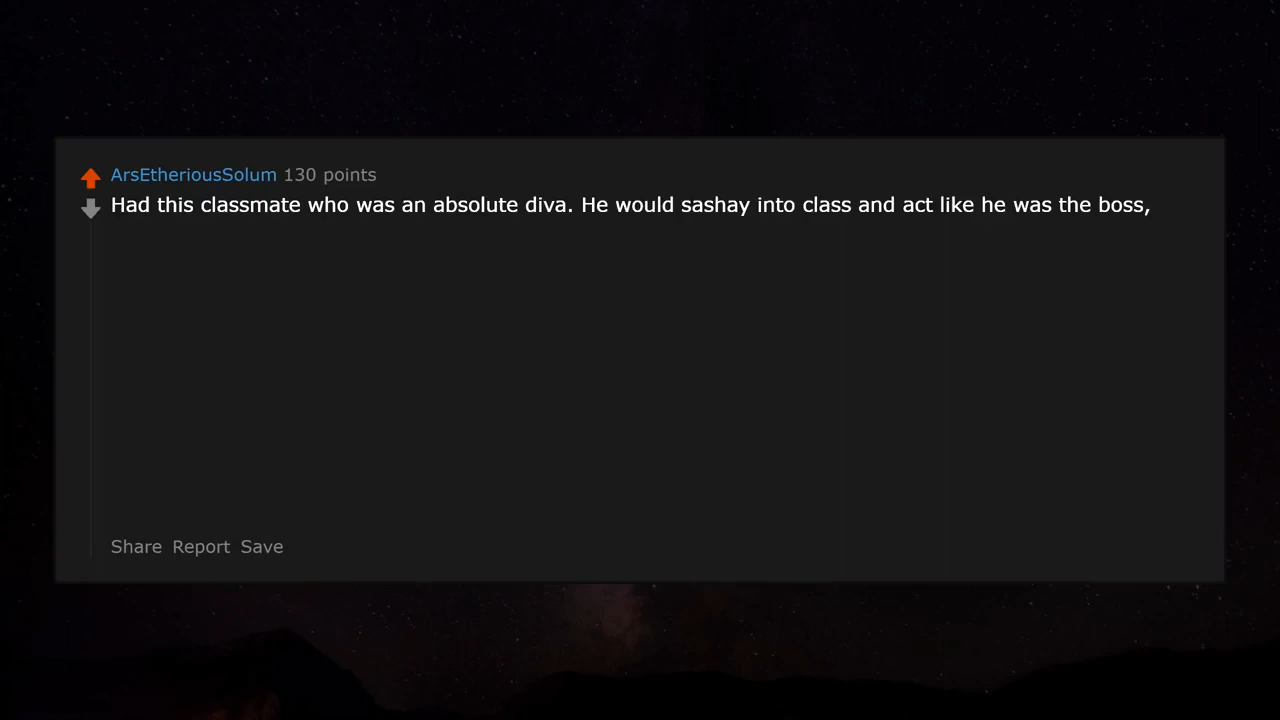 ArsEtheriousSolum 130 points
Had this classmate who was an absolute diva. He would sashay into class and act like he was the boss,
Share Report Save